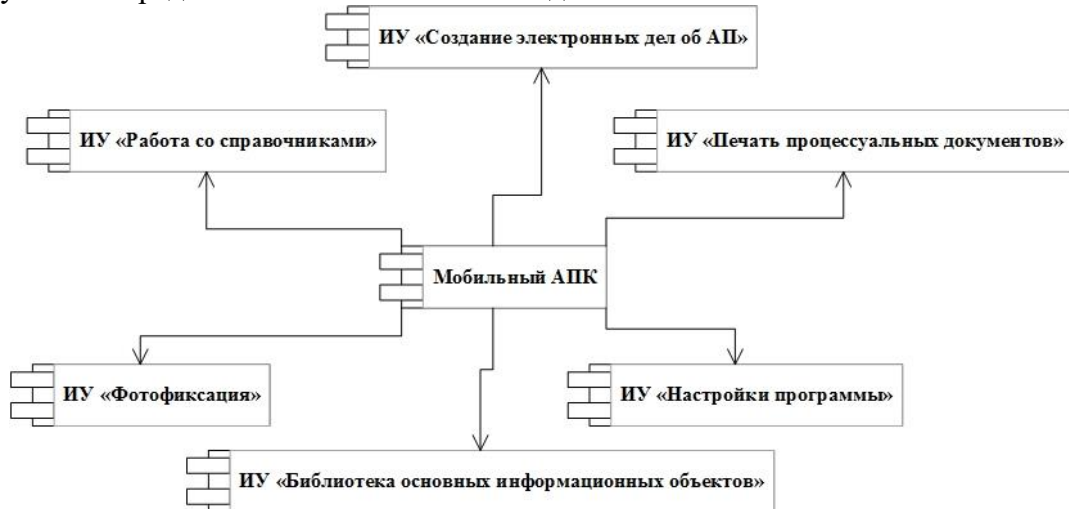 ИУ «Создание электронных дел об АП»
ИУ «Работа со справочниками»
ИУ «Печать процессуальных документов»
Мобильный АПК
ИУ «Фотофиксация»
ИУ «Настройки программы»
ИУ «Библиотека основных информационных объектов»